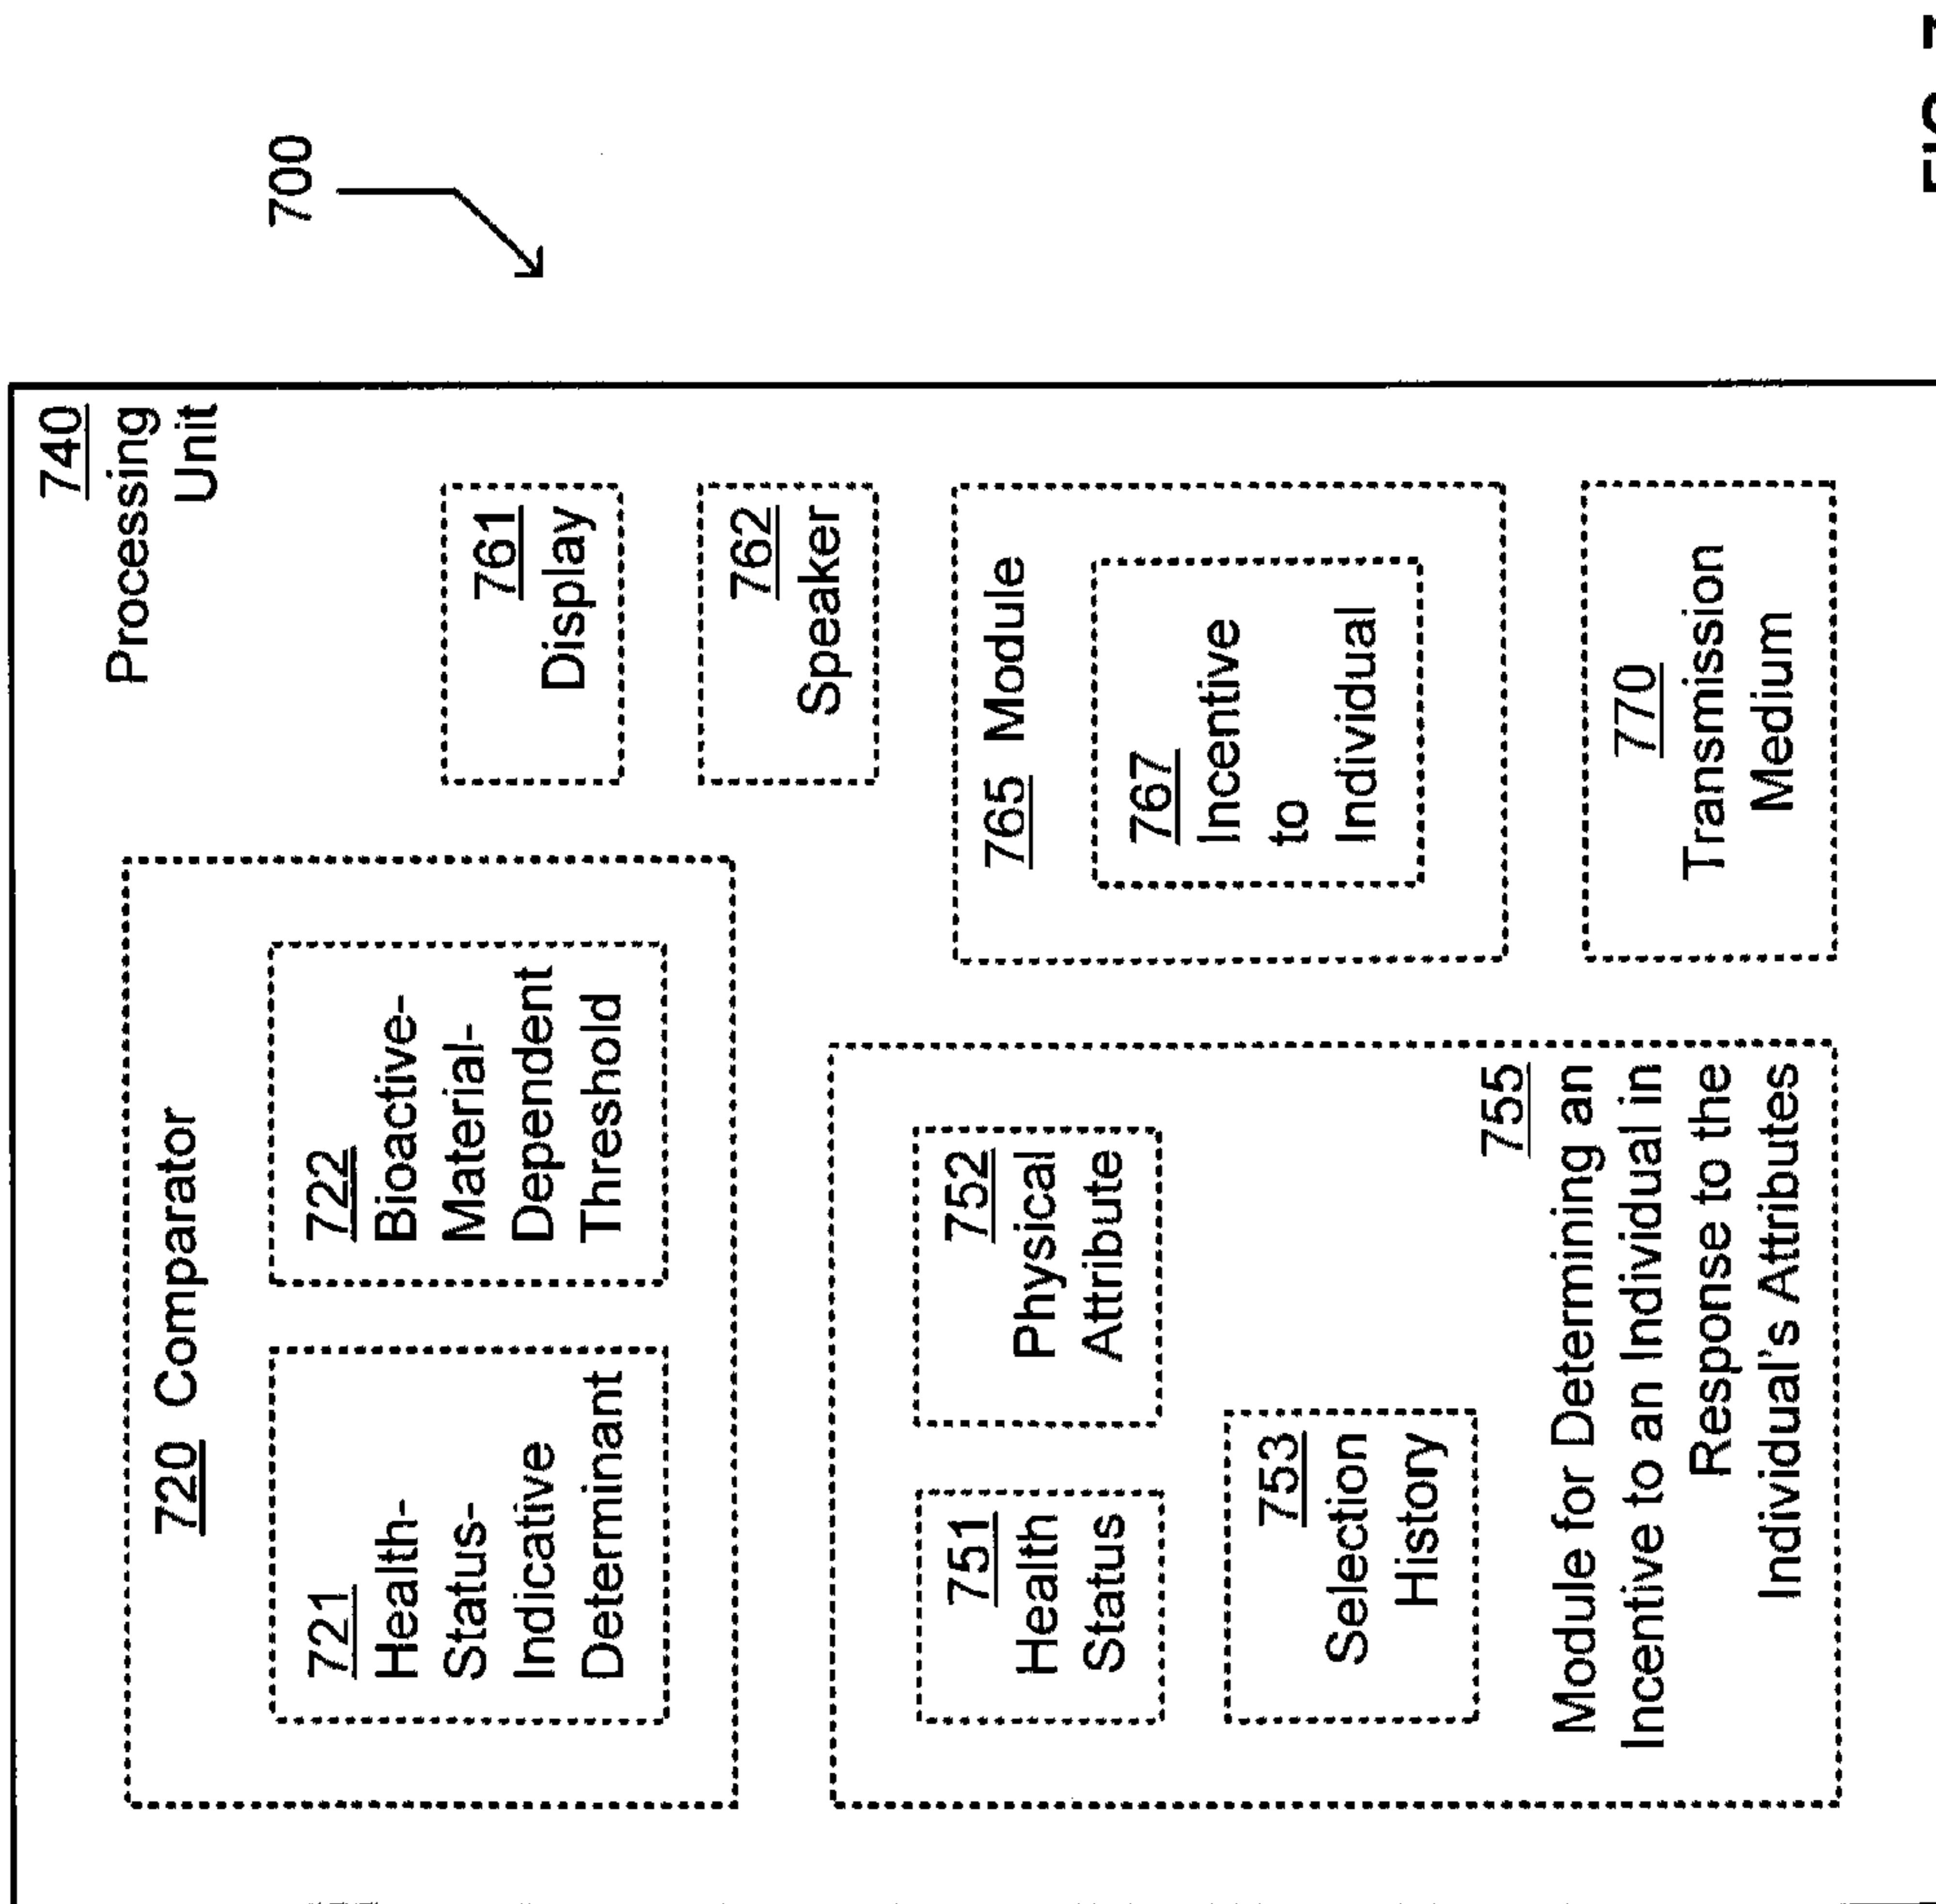 700
740
Processing
Unit
720 Comparator
721
Health-
Status-
Indicative
Determinant
722
Bioactive-
Material-
Dependent
Threshold
761
Display
762
Speaker
751
Health
Status
752
Physical
Attribute
753
Selection
History
755
Module for Determining an
Incentive to an Individual in
Response to the
Individual's Attributes
765 Module
767
Incentive
to
Individual
770
Transmission
Medium